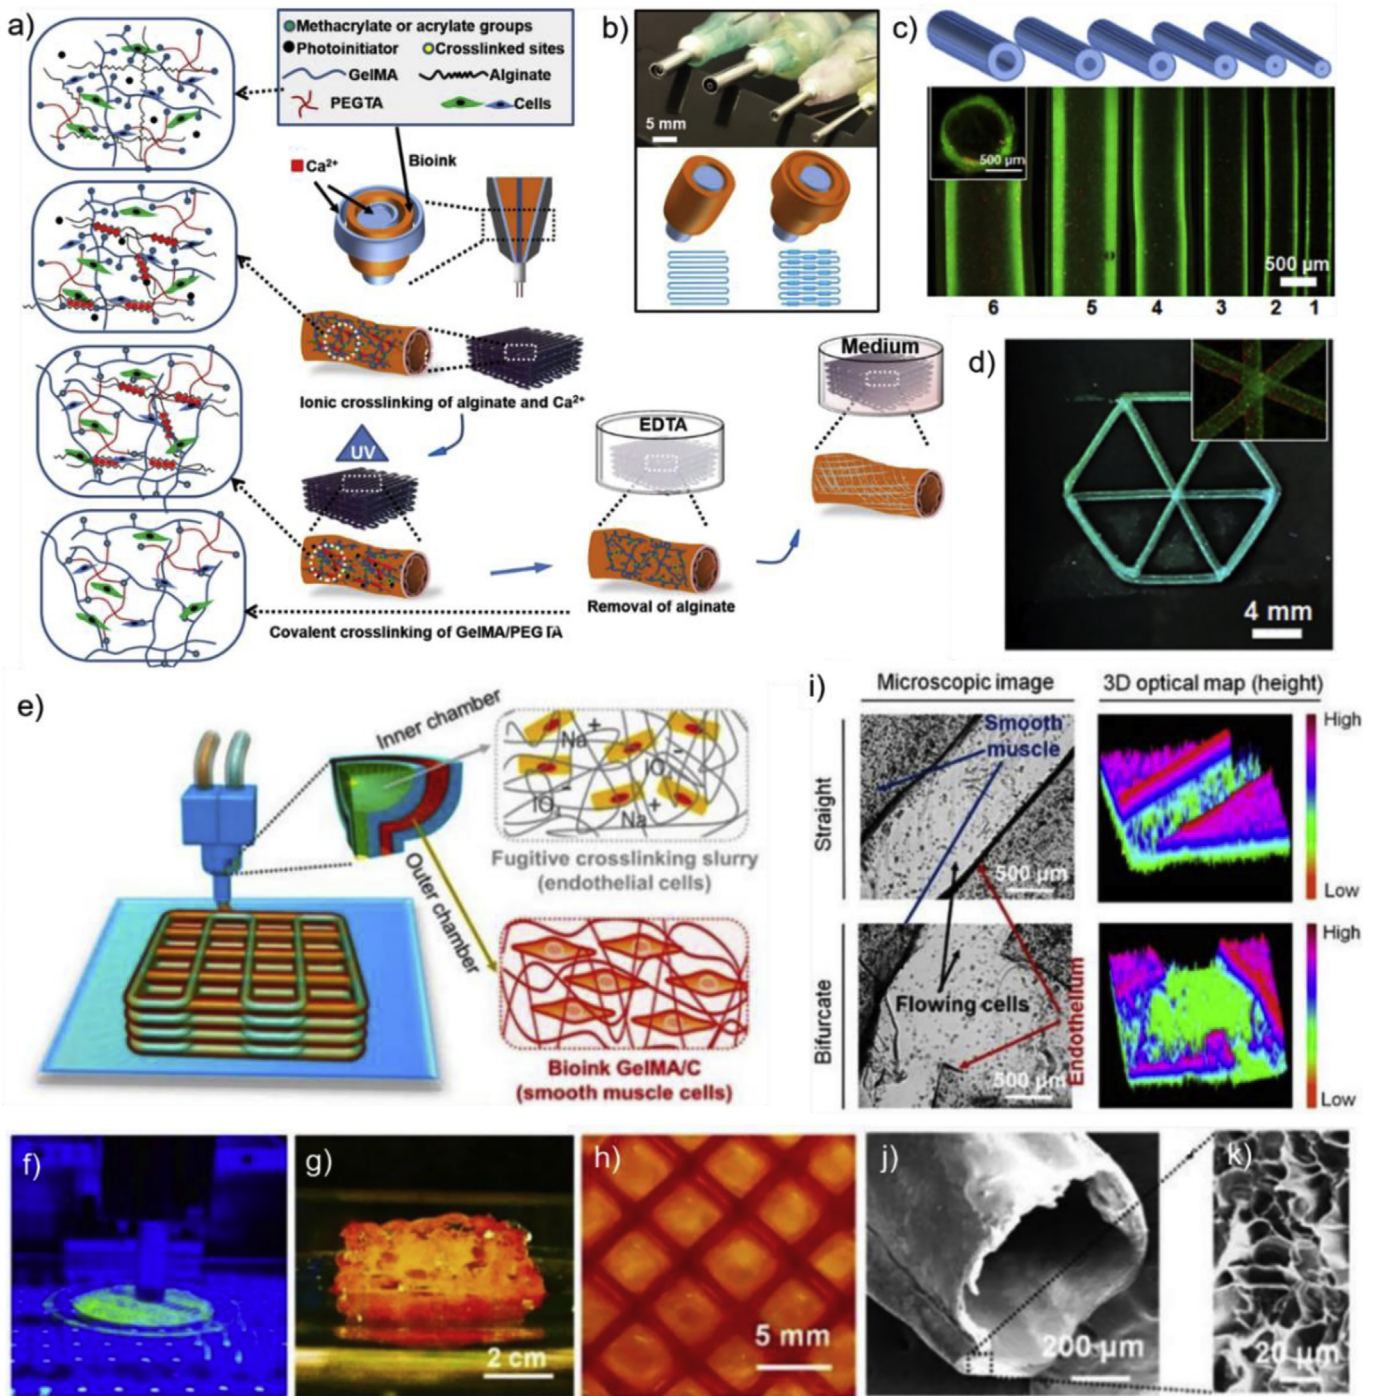 a)
Methacrylate or acrylate groups
Photoinitiator
Crosslinked sites
GelMA
Alginate
PEGTA
Cells
Bioink
Ca²⁺
Ionic crosslinking of alginate and Ca²⁺
UV
EDTA
Medium
Removal of alginate
Covalent crosslinking of GelMA/PEGTA
b)
5 mm
c)
500 µm
500 µm
6 5 4 3 2 1
d)
4 mm
e)
Inner chamber
Outer chamber
Na +
IO₄ -
IO₄ -
Na +
Fugitive crosslinking slurry
(endothelial cells)
Bioink GelMA/C
(smooth muscle cells)
i)
Microscopic image
3D optical map (height)
Straight
Smooth
muscle
500 µm
High
Low
Bifurcate
Flowing cells
Endothelium
500 µm
High
Low
f)
g)
2 cm
h)
5 mm
j)
200 µm
k)
20 µm